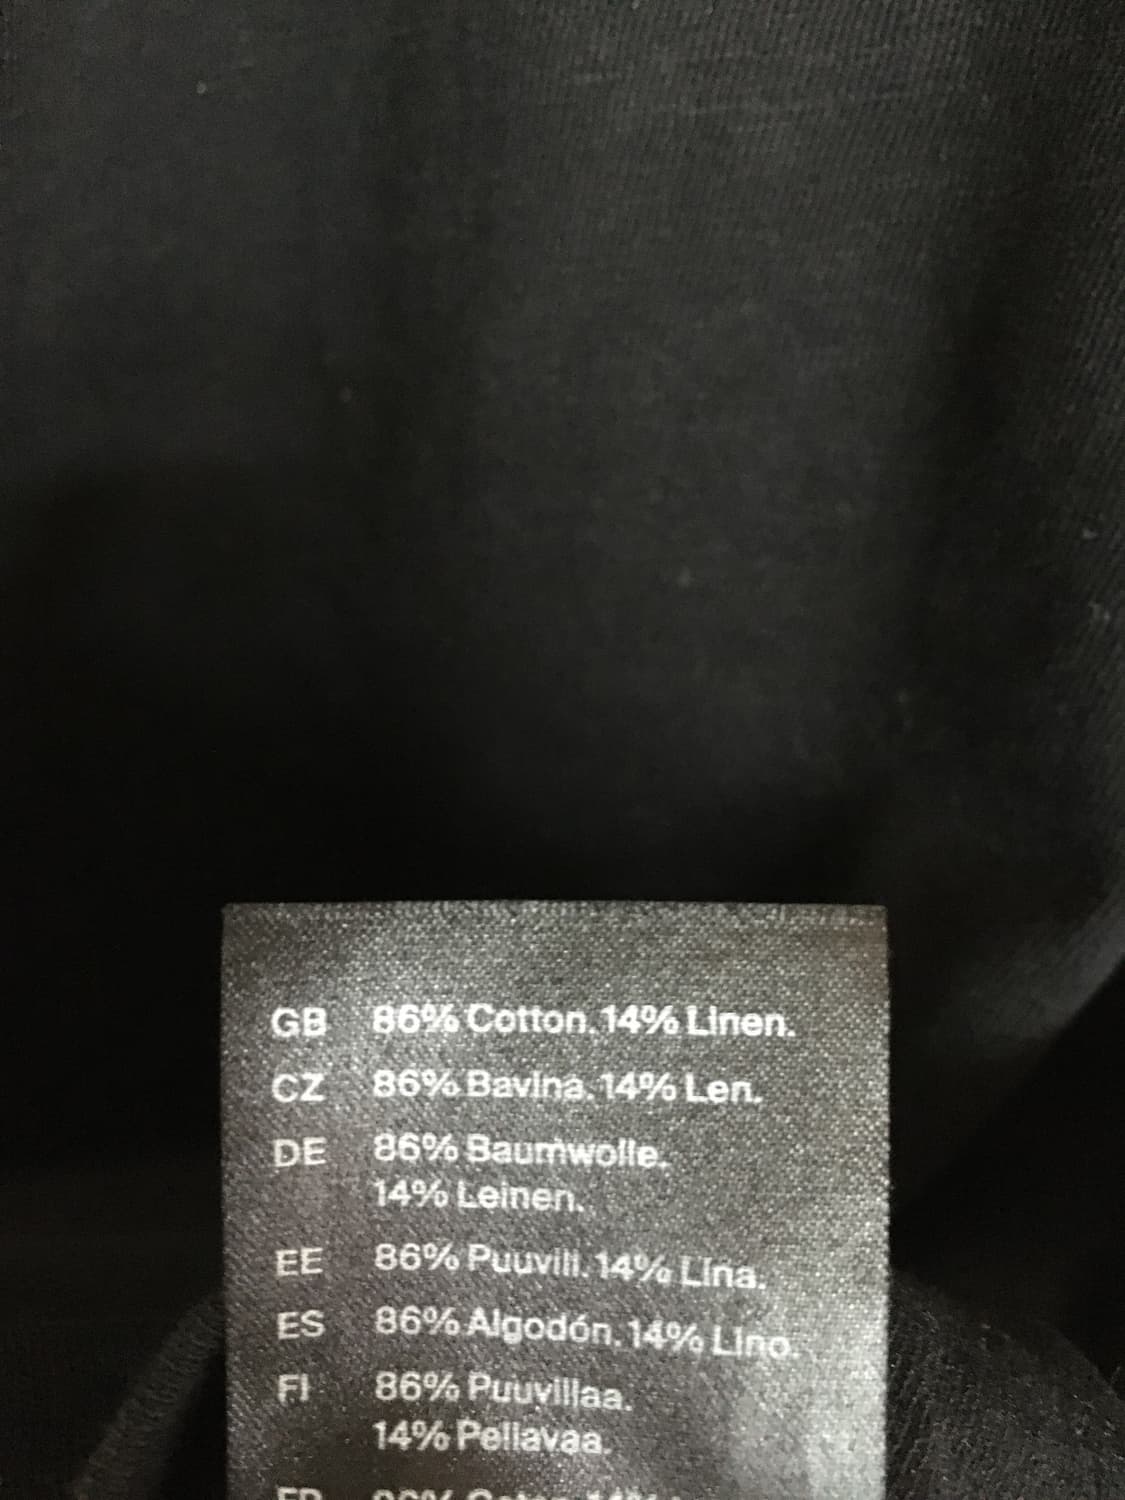 GB 86% Cotton. 14% Linen.
CZ 86% Bavlna. 14% Len.
DE 86% Baumwolle.
14% Leinen.
EE 86% Puuvill. 14% Lina.
ES 86% Algodón. 14% Lino.
FI 86% Puuvillaa.
14% Pellavaa.